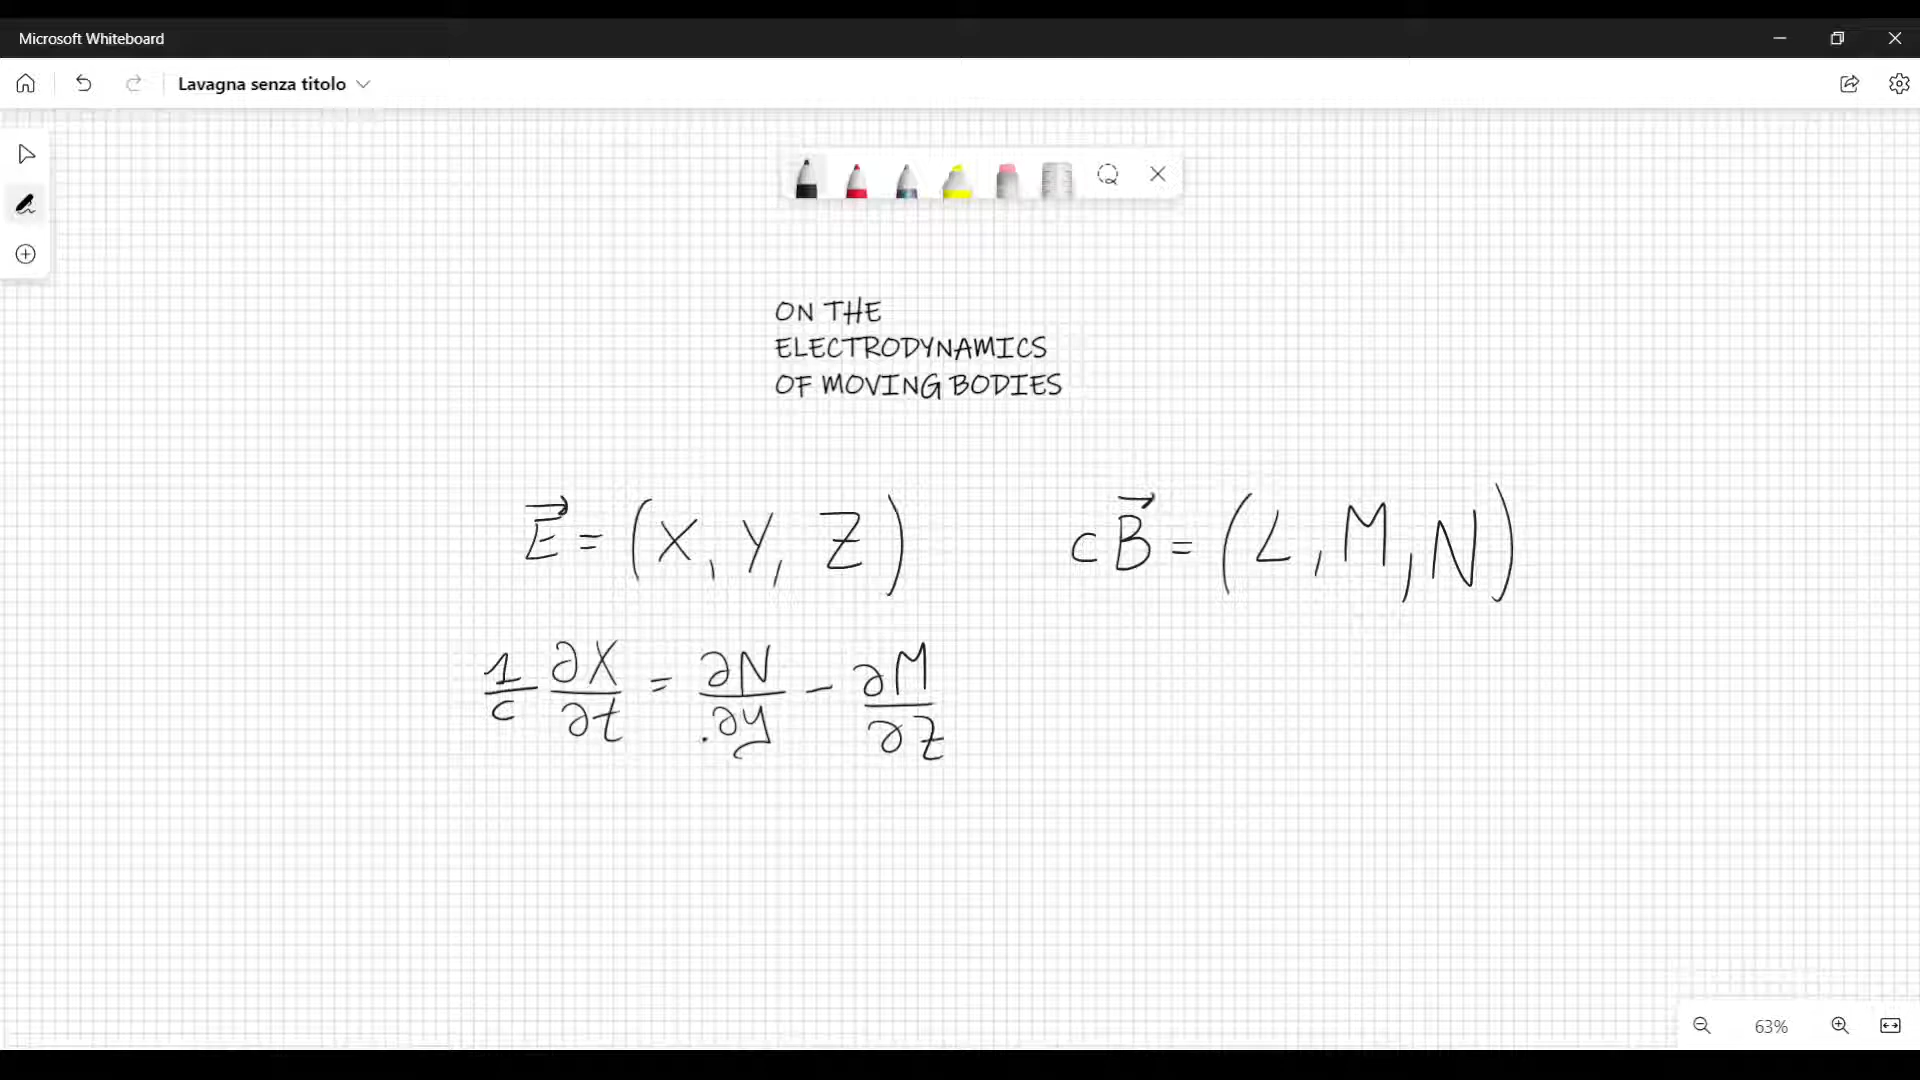 Microsoft Whiteboard
Lavagna senza titolo
ON THE
ELECTRODYNAMICS
OF MOVING BODIES
E⃗ = (X, Y, Z)
cB⃗ = (L, M, N)
1/c ∂X/∂t = ∂N/∂y - ∂M/∂z
63%